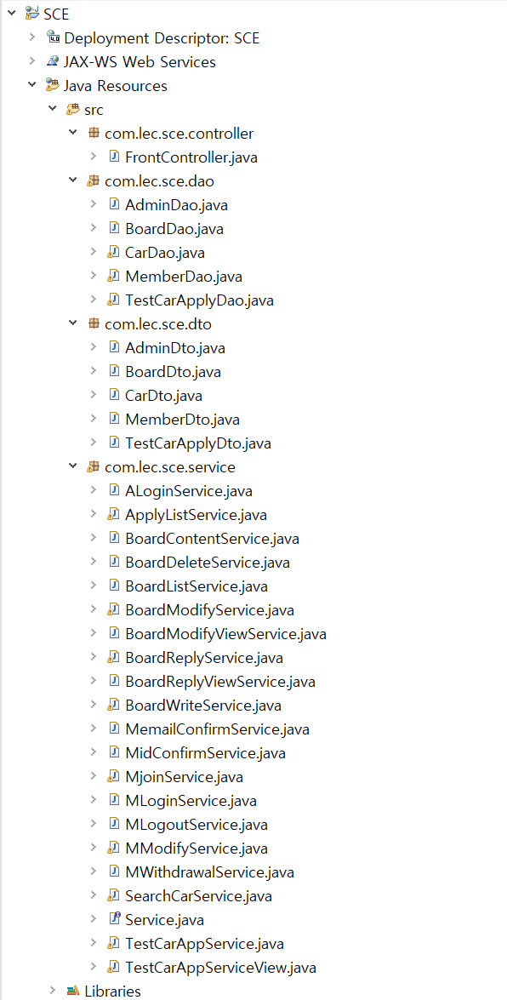 SCE
Deployment Descriptor: SCE
JAX-WS Web Services
Java Resources
src
com.lec.sce.controller
FrontController.java
com.lec.sce.dao
AdminDao.java
BoardDao.java
CarDao.java
MemberDao.java
TestCarApplyDao.java
com.lec.sce.dto
AdminDto.java
BoardDto.java
CarDto.java
MemberDto.java
TestCarApplyDto.java
com.lec.sce.service
ALoginService.java
ApplyListService.java
BoardContentService.java
BoardDeleteService.java
BoardListService.java
BoardModifyService.java
BoardModifyViewService.java
BoardReplyService.java
BoardReplyViewService.java
BoardWriteService.java
MemailConfirmService.java
MidConfirmService.java
MjoinService.java
MLoginService.java
MLogoutService.java
MModifyService.java
MWithdrawalService.java
SearchCarService.java
Service.java
TestCarAppService.java
TestCarAppServiceView.java
Libraries